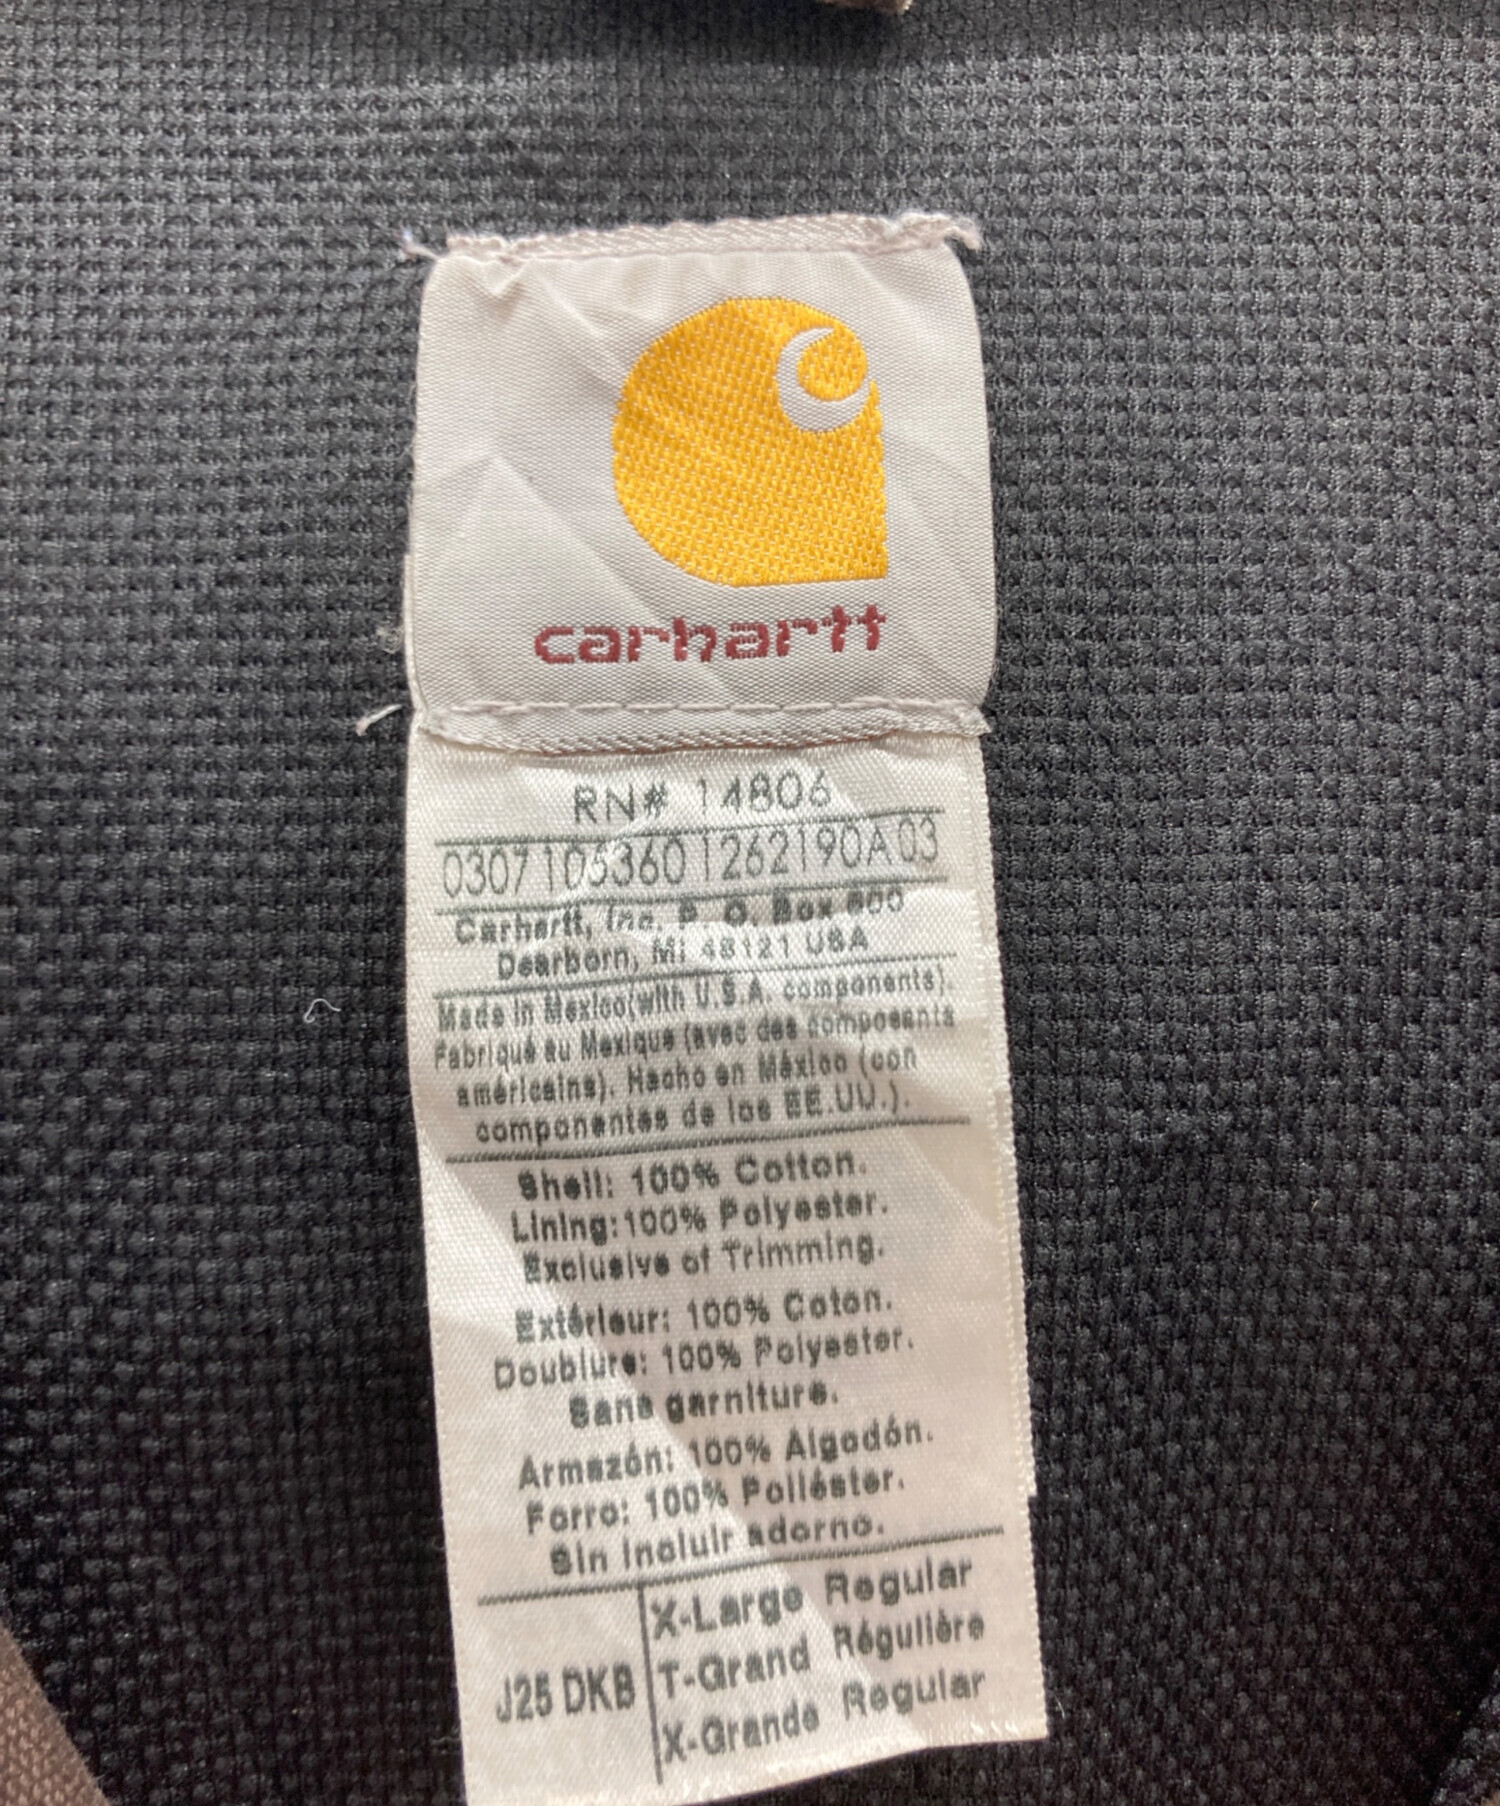 carhartt
RN# 14806
03071053601262190A03
Carhartt, Inc. P. O. Box 600
Dearborn, MI 48121 USA
Made in Mexico(with U.S.A. components).
Fabriqué au Mexique (avec des composants
américains). Hecho en México (con
componentes de los EE.UU.).
Shell: 100% Cotton.
Lining:100% Polyester.
Exclusive of Trimming.
Extérieur: 100% Coton.
Doublure: 100% Polyester.
Sans garniture.
Armazón: 100% Algodón.
Forro: 100% Poliéster.
Sin incluir adorno.
J25 DKB
X-Large Regular
T-Grand Régulière
X-Grande Regular